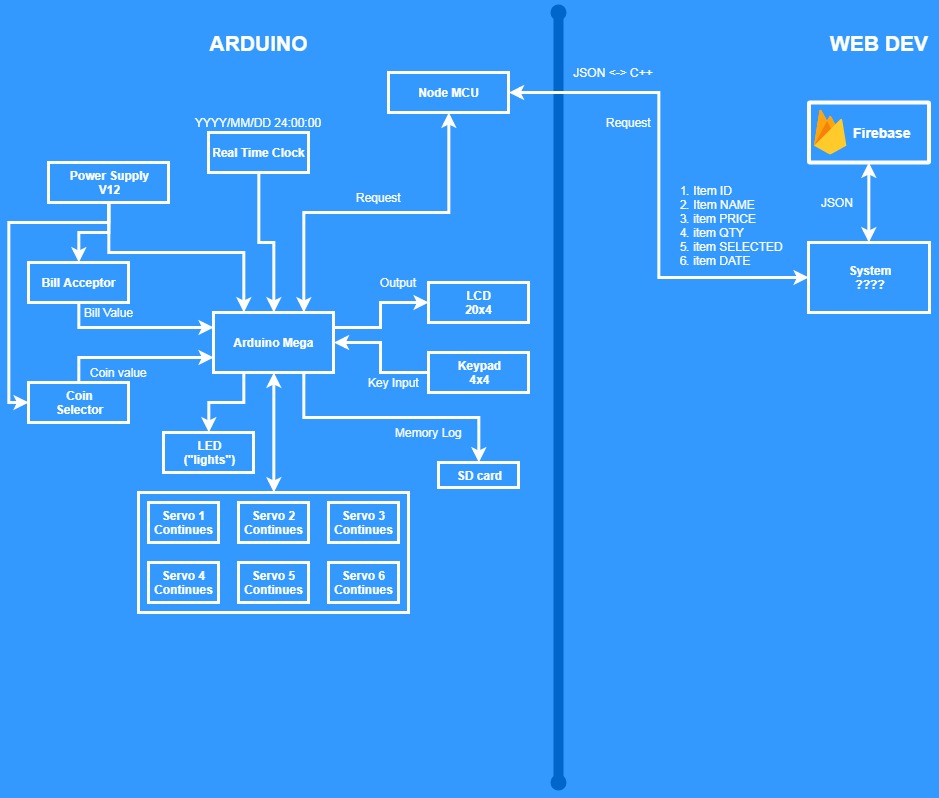 ARDUINO
WEB DEV
JSON <-> C++
Node MCU
YYYY/MM/DD 24:00:00
Request
Firebase
Real Time Clock
Power Supply
V12
Request
1. Item ID
2. Item NAME
3. item PRICE
4. item QTY
5. item SELECTED
6. item DATE
JSON
System
????
Bill Acceptor
Bill Value
Output
LCD
20x4
Arduino Mega
Coin value
Key Input
Keypad
4x4
Coin
Selector
LED
("lights")
Memory Log
SD card
Servo 1
Continues
Servo 2
Continues
Servo 3
Continues
Servo 4
Continues
Servo 5
Continues
Servo 6
Continues